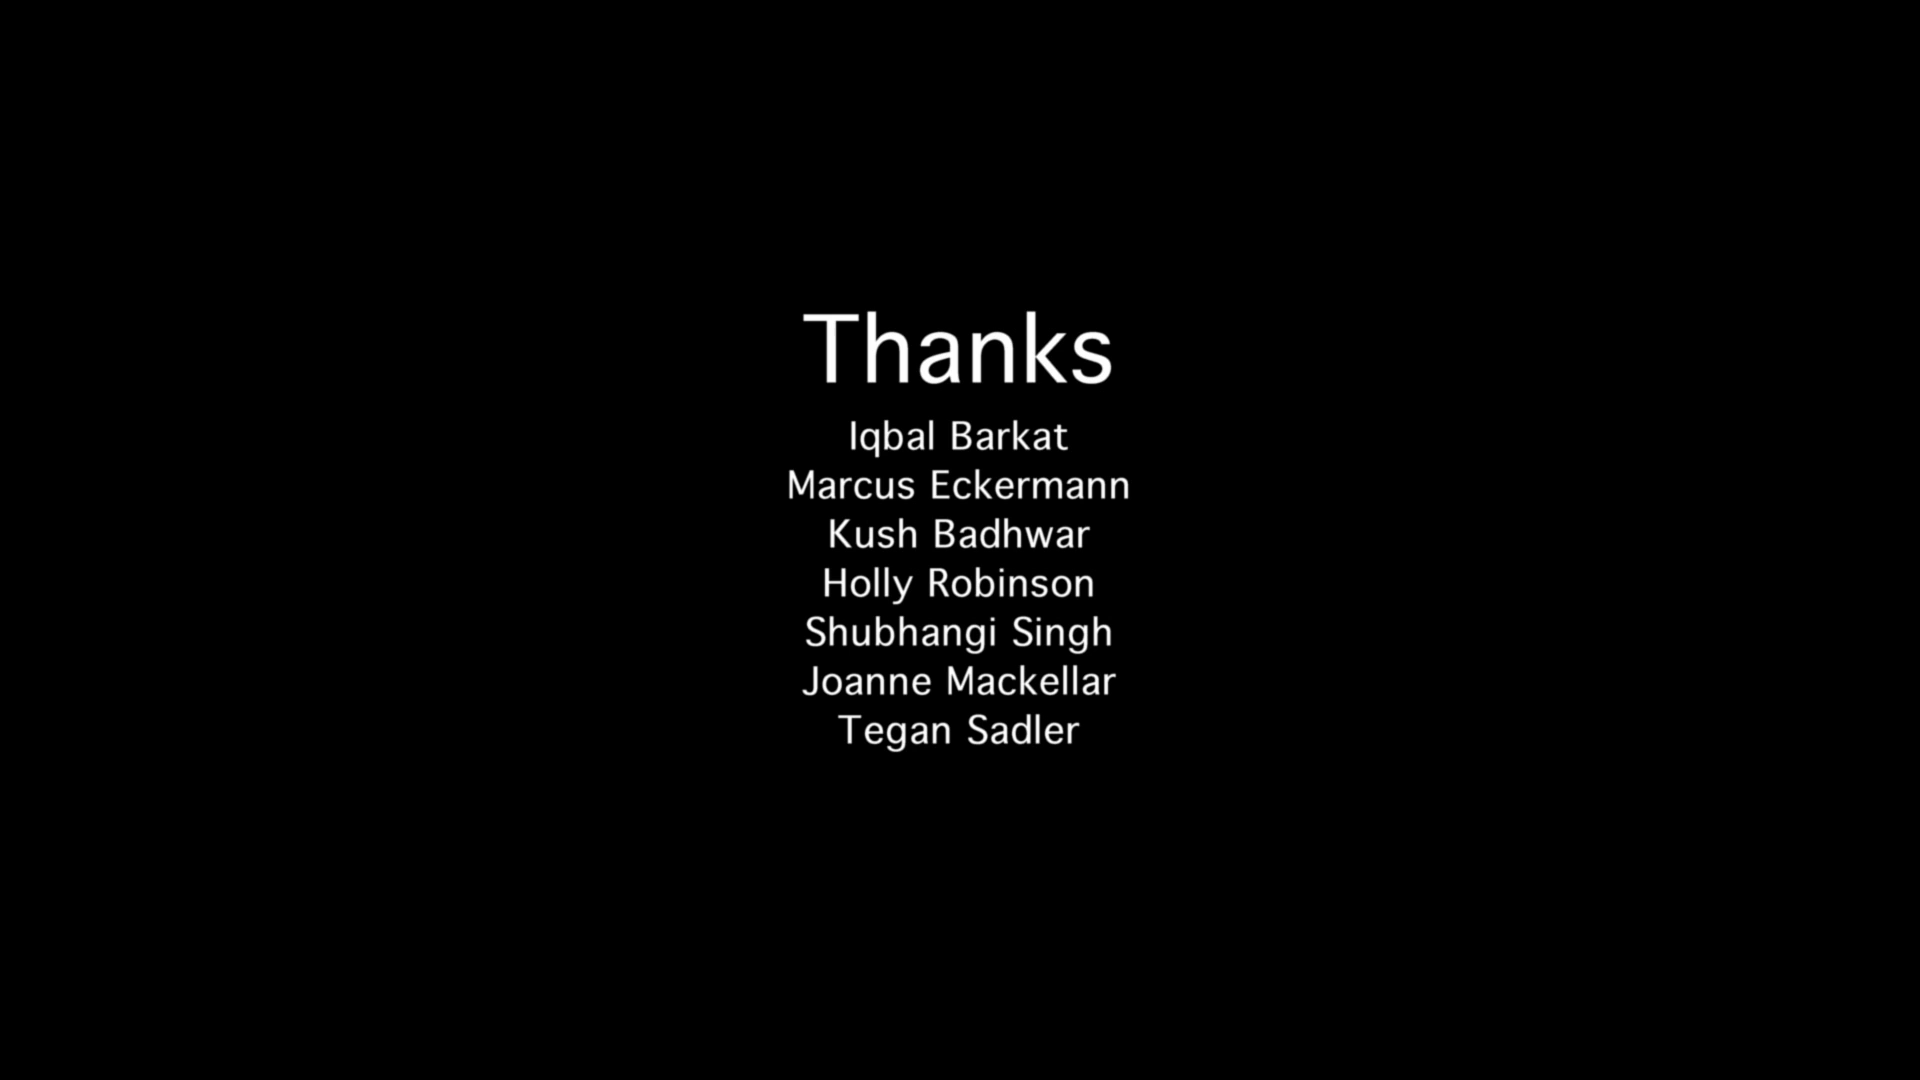 Thanks
Iqbal Barkat
Marcus Eckermann
Kush Badhwar
Holly Robinson
Shubhangi Singh
Joanne Mackellar
Tegan Sadler